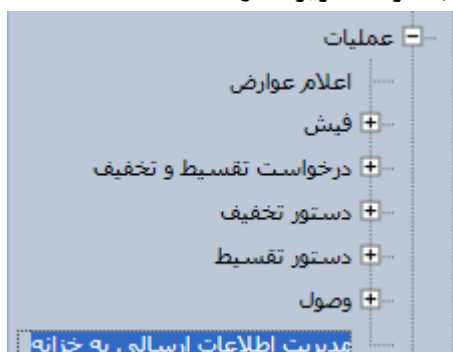 عملیات
اعلام عوارض
فیش
درخواست تقسیط و تخفیف
دستور تخفیف
دستور تقسیط
وصول
مدیریت اطلاعات ارسالی به خزانه